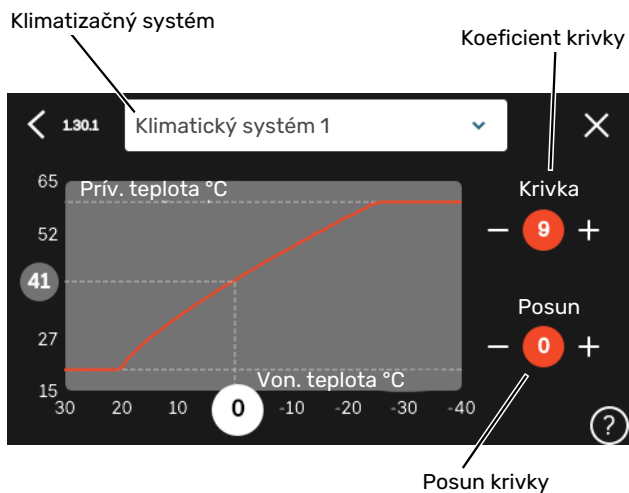 Klimatizačný systém
Koeficient krivky
1.30.1 Klimatický systém 1
65
Prív. teplota °C
Krivka
52
− 9 +
41
Posun
27
− 0 +
Von. teplota °C
15
30 20 10 0 -10 -20 -30 -40
?
Posun krivky